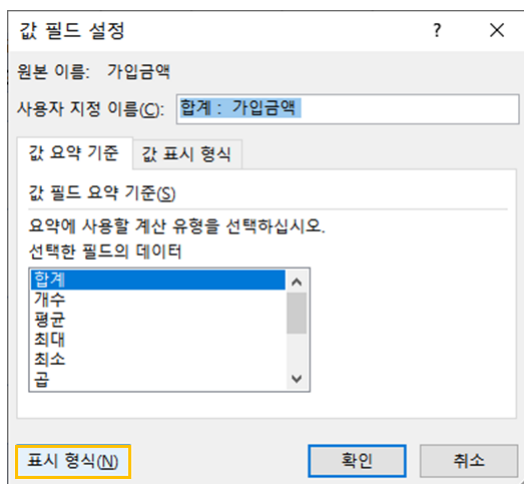 값 필드 설정 ? ×
원본 이름: 가입금액
사용자 지정 이름(C): 합계 : 가입금액
값 요약 기준 값 표시 형식
값 필드 요약 기준(S)
요약에 사용할 계산 유형을 선택하십시오.
선택한 필드의 데이터
합계
개수
평균
최대
최소
곱
표시 형식(N) 확인 취소